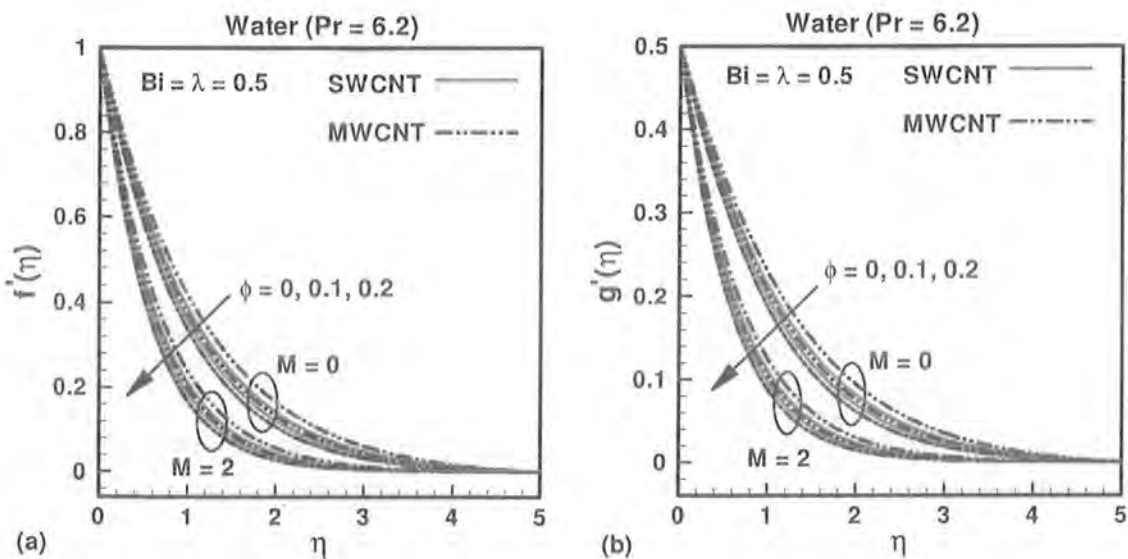 Water (Pr = 6.2)
Bi = λ = 0.5
SWCNT
MWCNT
f'(η)
1
0.8
0.6
0.4
0.2
0
ϕ = 0, 0.1, 0.2
M = 0
M = 2
0 1 2 3 4 5
η
(a)
Water (Pr = 6.2)
Bi = λ = 0.5
SWCNT
MWCNT
g'(η)
0.5
0.4
0.3
0.2
0.1
0
ϕ = 0, 0.1, 0.2
M = 0
M = 2
0 1 2 3 4 5
η
(b)